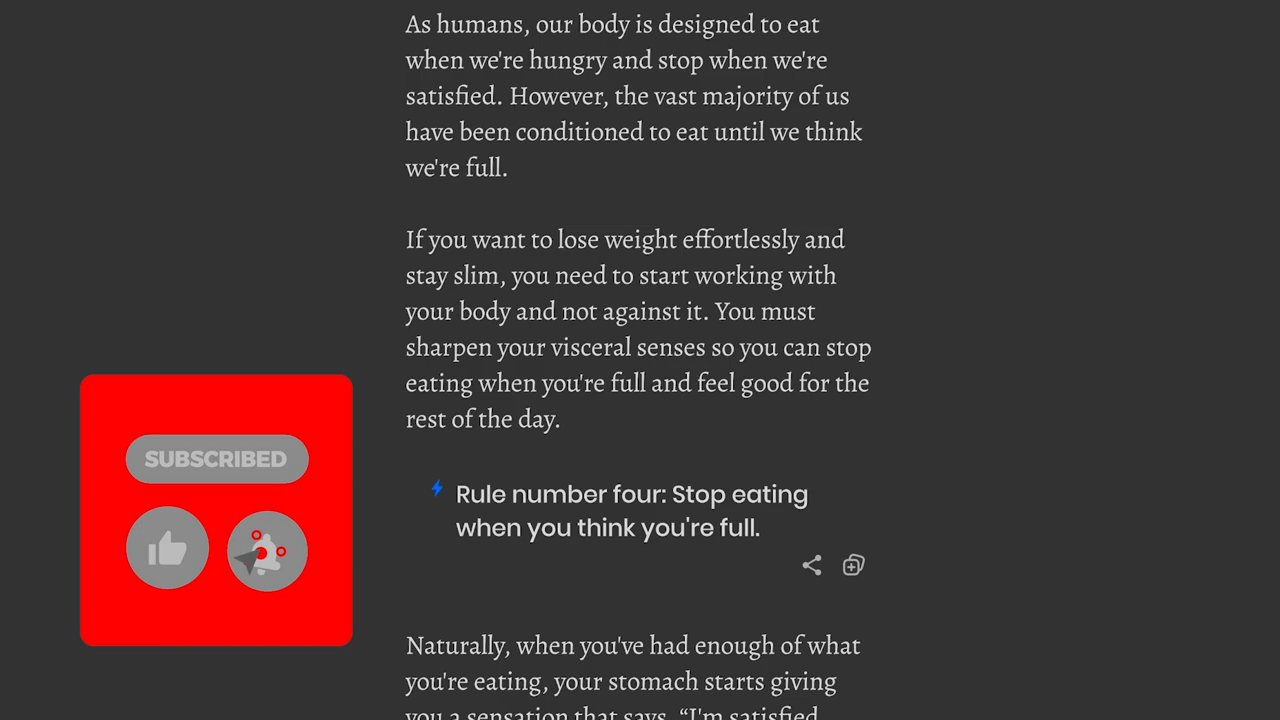 As humans, our body is designed to eat
when we're hungry and stop when we're
satisfied. However, the vast majority of us
have been conditioned to eat until we think
we're full.
If you want to lose weight effortlessly and
stay slim, you need to start working with
your body and not against it. You must
sharpen your visceral senses so you can stop
eating when you're full and feel good for the
rest of the day.
SUBSCRIBED
Rule number four: Stop eating
when you think you're full.
Naturally, when you've had enough of what
you're eating, your stomach starts giving
you a sensation that says, “I'm satisfied